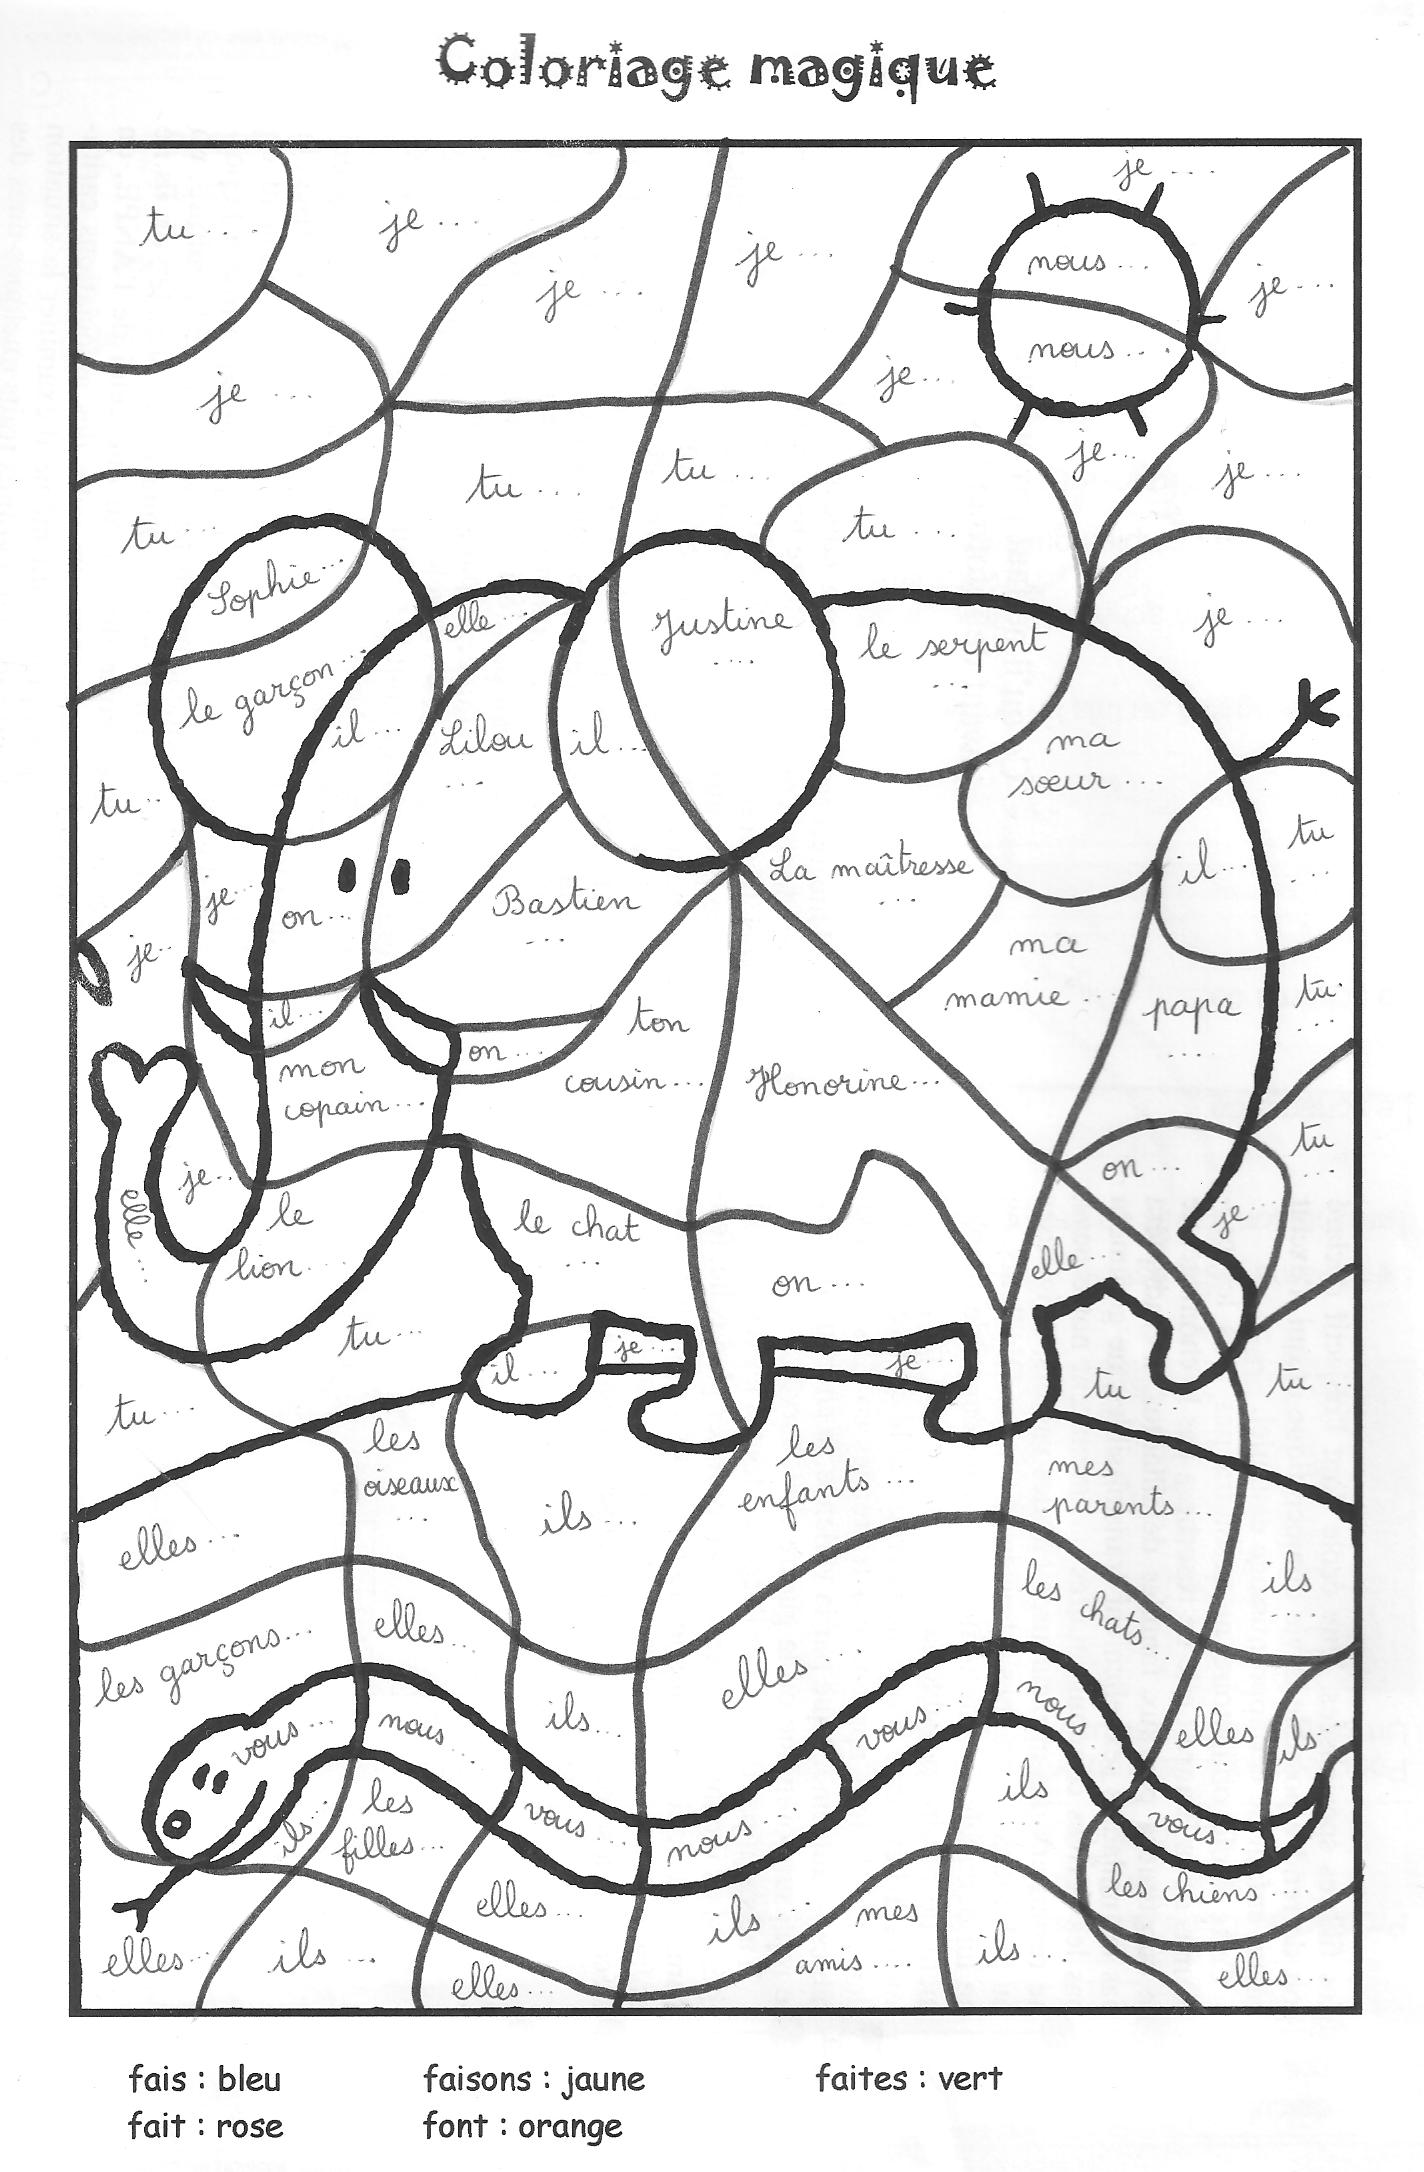 Coloriage magique
je ....
tu ....
je ....
je ...
nous ...
je ....
je ...
nous ...
je ...
je ...
tu ...
tu ...
je ...
je ...
tu ...
tu ...
Sophie ...
elle ...
Justine
....
je ....
le serpent
...
le garçon ...
il ...
Lilou
...
il ...
ma
sœur ...
tu ..
tu
...
La maîtresse
...
il ...
je ...
on ...
Bastien
...
je ..
ma
mamie ...
papa
....
tu.
...
il ...
ton
cousin ...
on ...
mon
copain ...
Honorine ...
tu
...
on ...
je ...
elle
...
je ...
le
lion ...
le chat
...
elle ...
on ...
tu ...
il ...
je ...
je ...
tu ...
tu ...
tu ...
les
oiseaux
...
les
enfants ...
mes
parents ...
elles ...
ils ...
ils
....
les chats ...
les garçons ...
elles ...
elles ...
vous ...
nous ...
ils ...
vous ...
nous ...
elles
...
ils ...
ils ...
les
filles ...
vous ...
nous ...
ils
....
vous ...
les chiens ....
elles ...
ils ...
mes
amis ....
elles ...
ils ...
elles ...
ils ...
elles ...
fais : bleu
faisons : jaune
faites : vert
fait : rose
font : orange